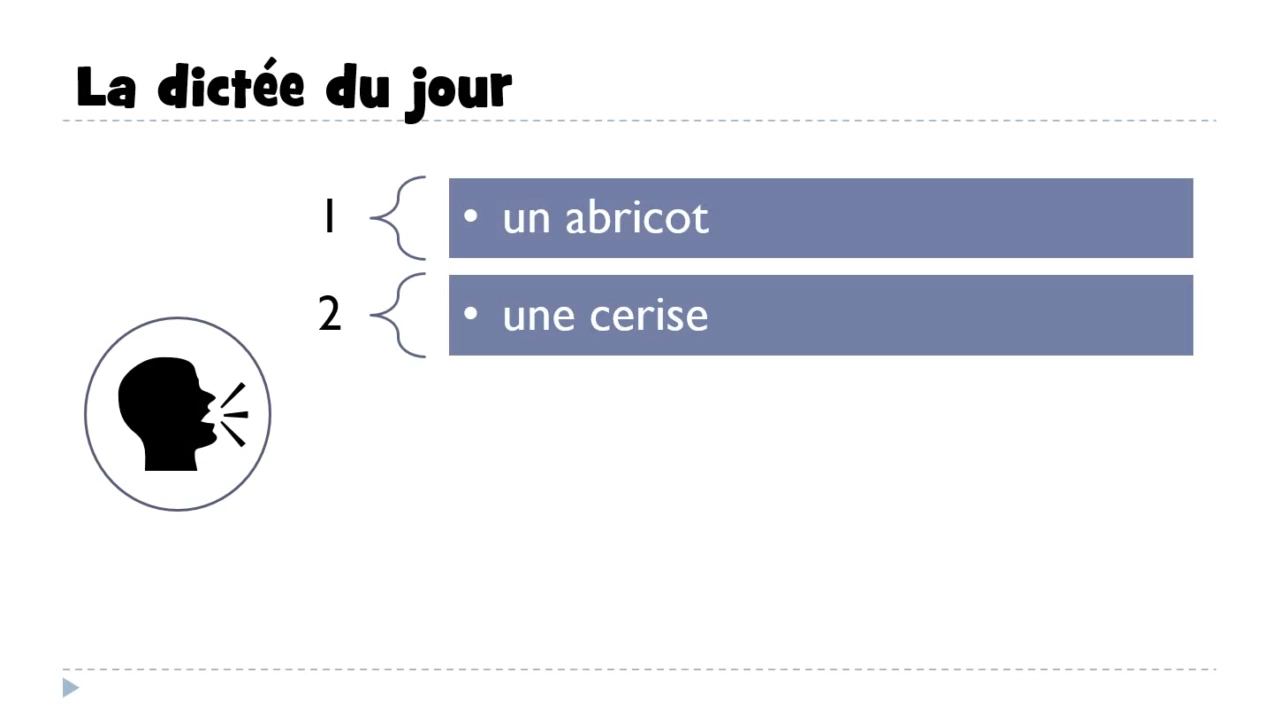 La dictée du jour
1 • un abricot
2 • une cerise